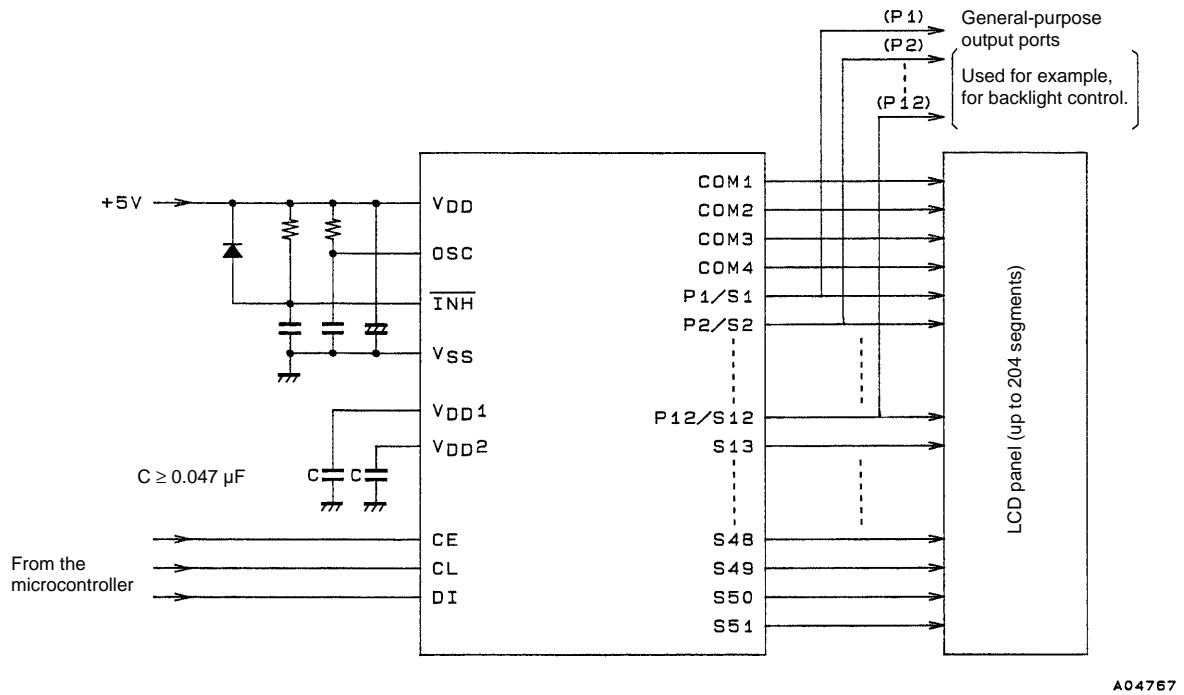 (P1)
General-purpose
output ports
(P2)
Used for example,
for backlight control.
(P12)
+5V
VDD
OSC
INH
VSS
VDD1
VDD2
C ≥ 0.047 µF
C
C
From the
microcontroller
CE
CL
DI
COM1
COM2
COM3
COM4
P1/S1
P2/S2
P12/S12
S13
S48
S49
S50
S51
LCD panel (up to 204 segments)
A04767